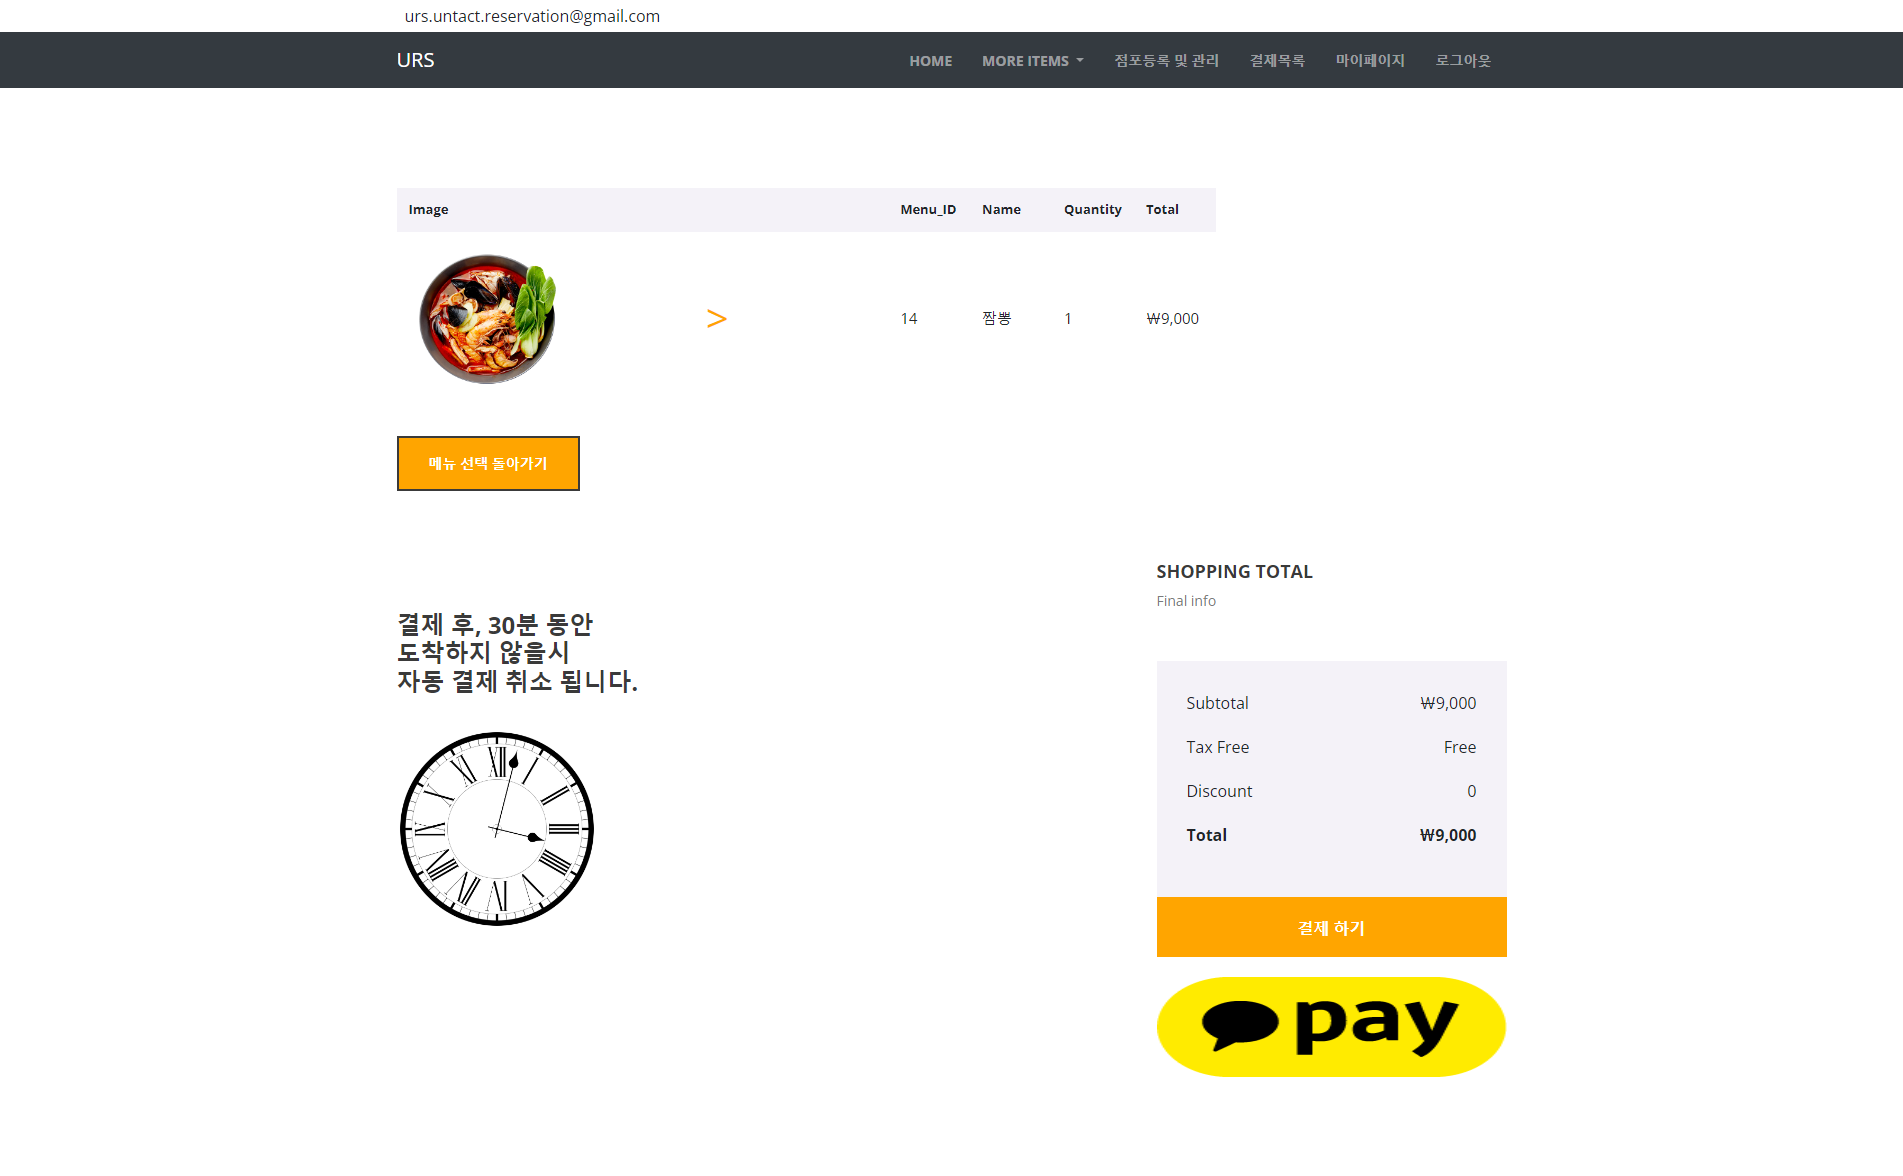 urs.untact.reservation@gmail.com
URS
HOME
MORE ITEMS
점포등록 및 관리
결제목록
마이페이지
로그아웃
Image
Menu_ID
Name
Quantity
Total
>
14
짬뽕
1
₩9,000
메뉴 선택 돌아가기
결제 후, 30분 동안
도착하지 않을시
자동 결제 취소 됩니다.
SHOPPING TOTAL
Final info
Subtotal ₩9,000
Tax Free Free
Discount 0
Total ₩9,000
결제 하기
pay